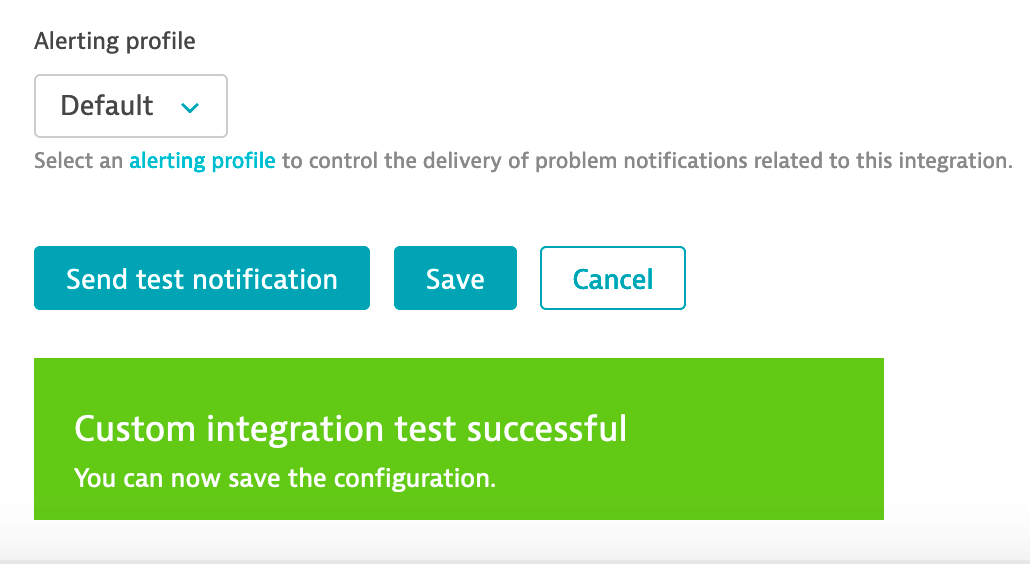 Alerting profile
Default
Select an alerting profile to control the delivery of problem notifications related to this integration.
Send test notification
Save
Cancel
Custom integration test successful
You can now save the configuration.